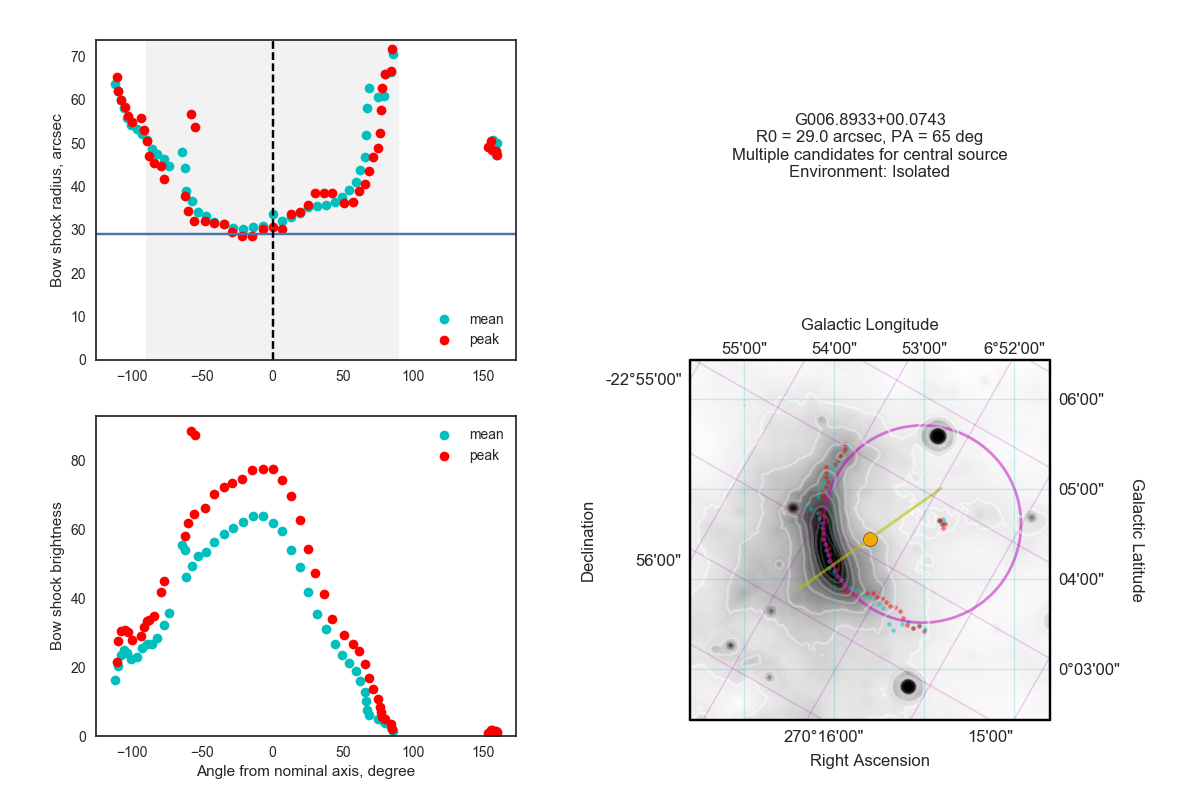 70
60
50
40
30
20
10
0
Bow shock radius, arcsec
mean
peak
−100
−50
0
50
100
150
G006.8933+00.0743
R0 = 29.0 arcsec, PA = 65 deg
Multiple candidates for central source
Environment: Isolated
80
60
40
20
0
Bow shock brightness
mean
peak
−100
−50
0
50
100
150
Angle from nominal axis, degree
Galactic Longitude
55'00"
54'00"
53'00"
6°52'00"
-22°55'00"
56'00"
Declination
06'00"
05'00"
04'00"
0°03'00"
Galactic Latitude
270°16'00"
15'00"
Right Ascension